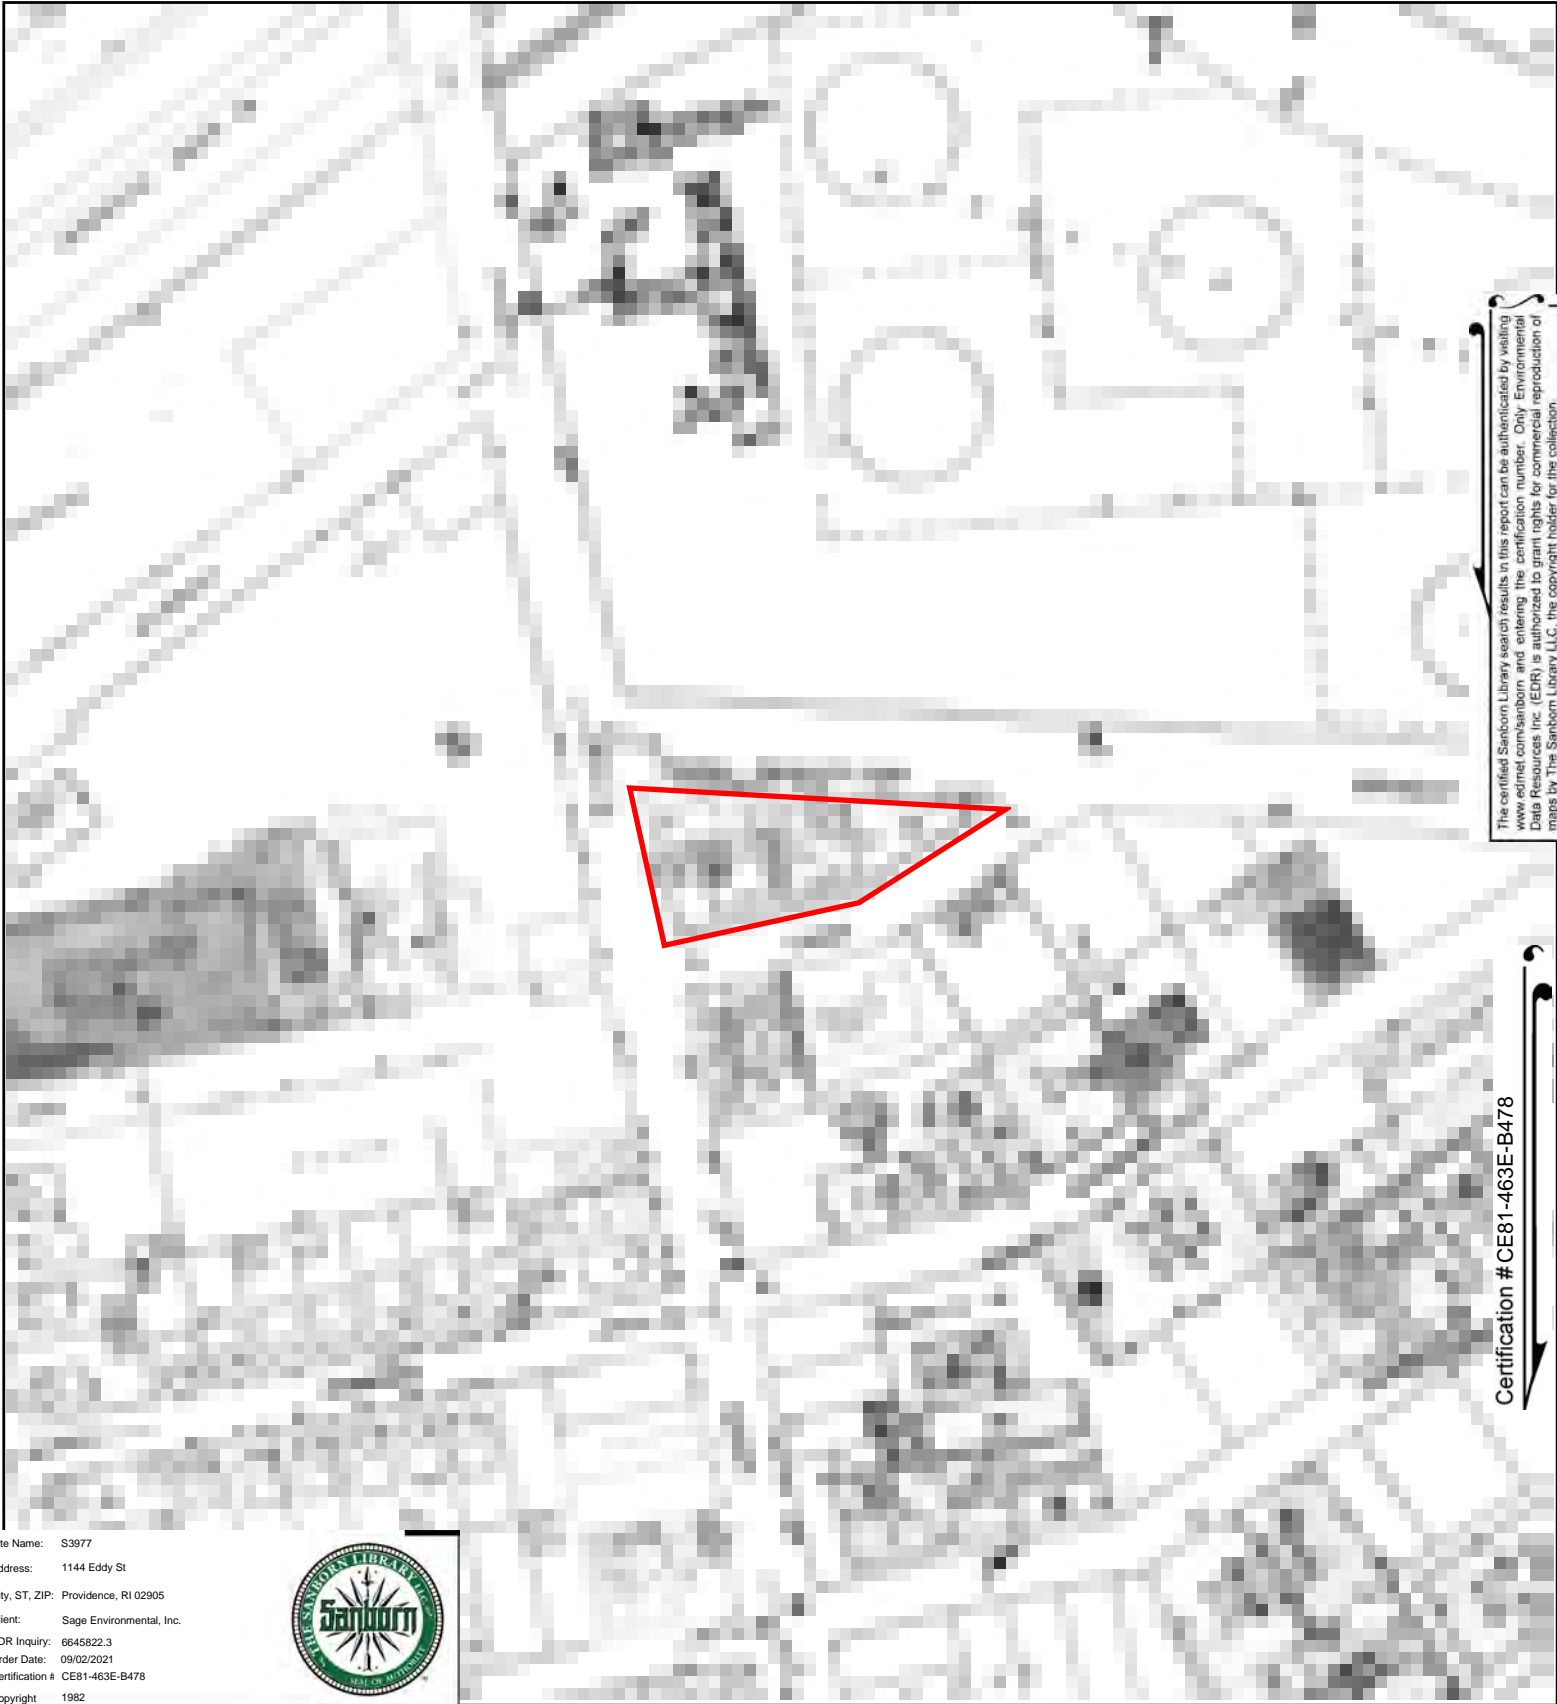 The certified Sanborn Library search results in this report can be authenticated by visiting
www.edrnet.com/sanborn and entering the certification number. Only Environmental
Data Resources Inc. (EDR) is authorized to grant rights for commercial reproduction of
maps by The Sanborn Library LLC, the copyright holder for the collection.
Certification # CE81-463E-B478
te Name: S3977
ddress: 1144 Eddy St
ty, ST, ZIP: Providence, RI 02905
ient: Sage Environmental, Inc.
DR Inquiry: 6645822.3
rder Date: 09/02/2021
ertification # CE81-463E-B478
opyright 1982
THE SANBORN LIBRARY, LLC
Sanborn
SEAL OF AUTHORITY